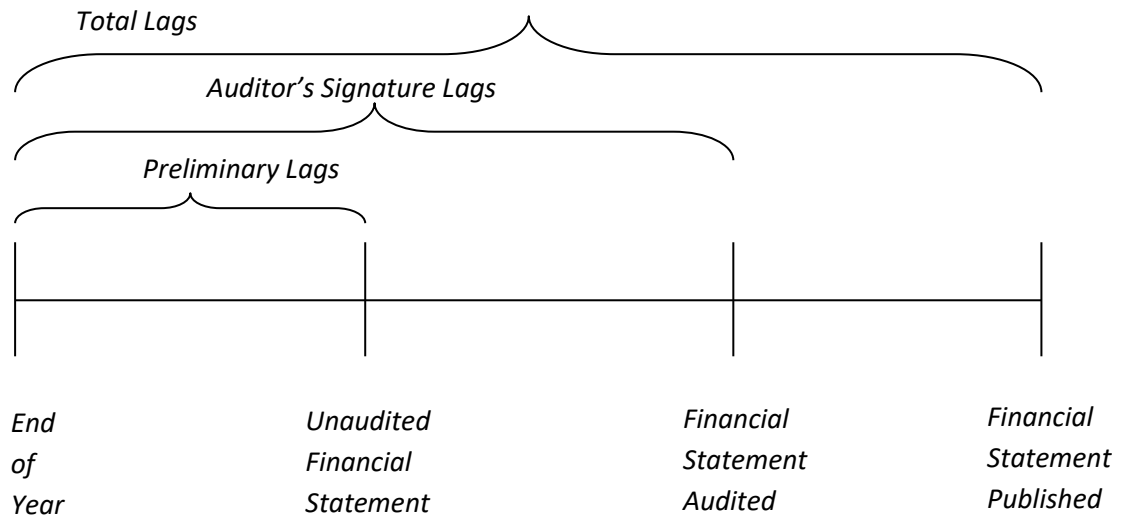 Total Lags
Auditor’s Signature Lags
Preliminary Lags
End
of
Year
Unaudited
Financial
Statement
Financial
Statement
Audited
Financial
Statement
Published